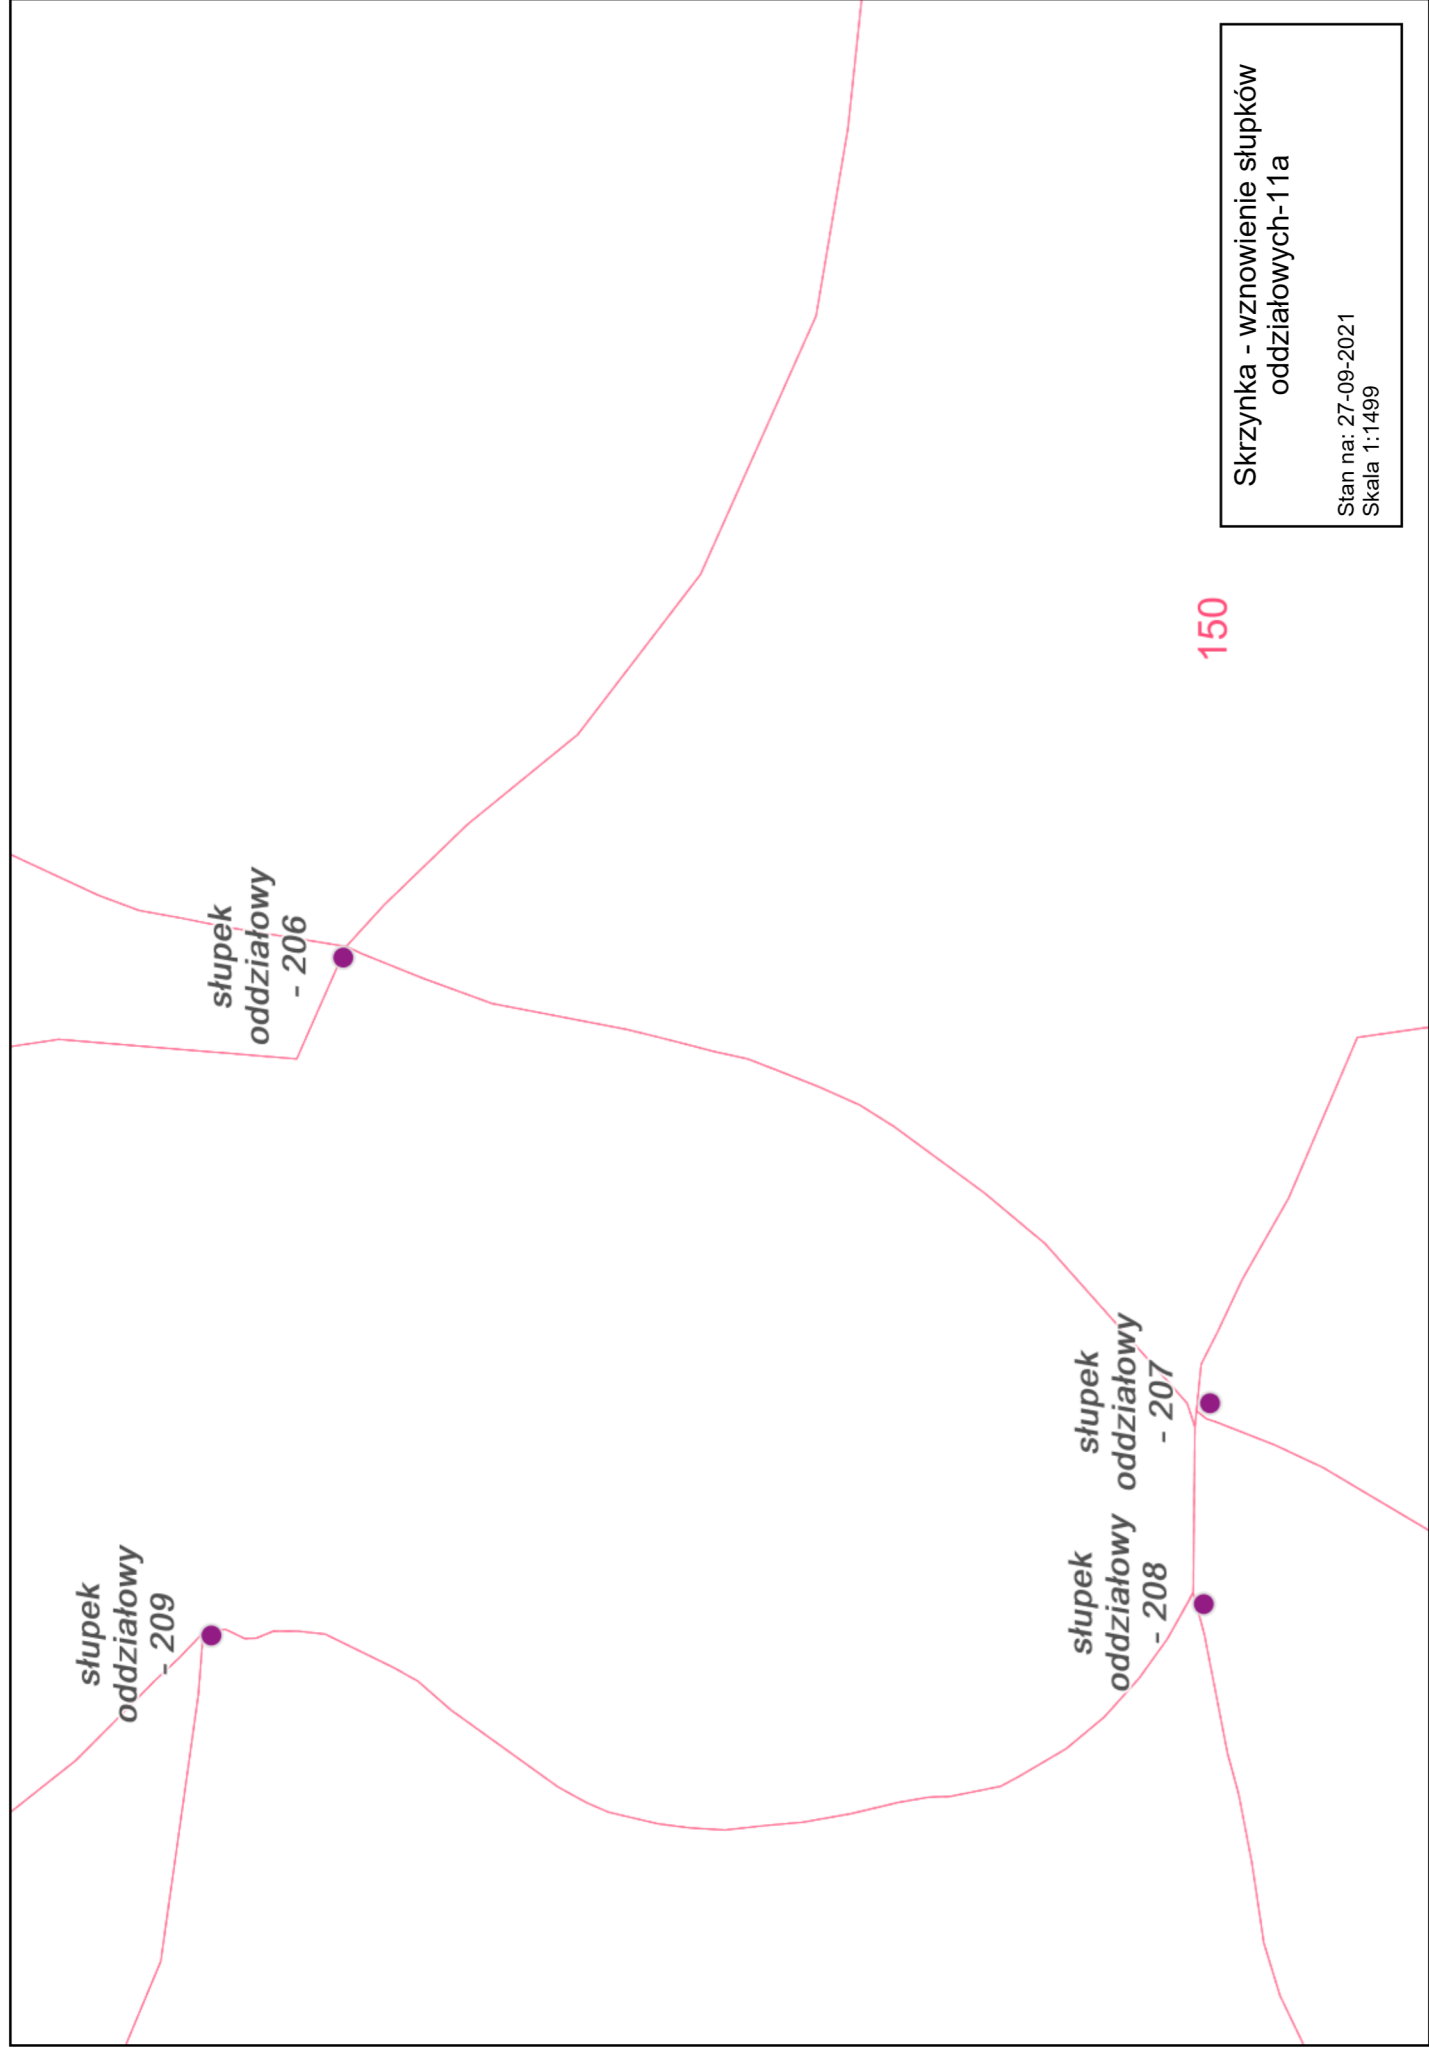 słupek
oddziałowy
- 209
słupek
oddziałowy
- 206
słupek
oddziałowy
- 208
słupek
oddziałowy
- 207
150
Skrzynka - wznowienie słupków
oddziałowych-11a
Stan na: 27-09-2021
Skala 1:1499